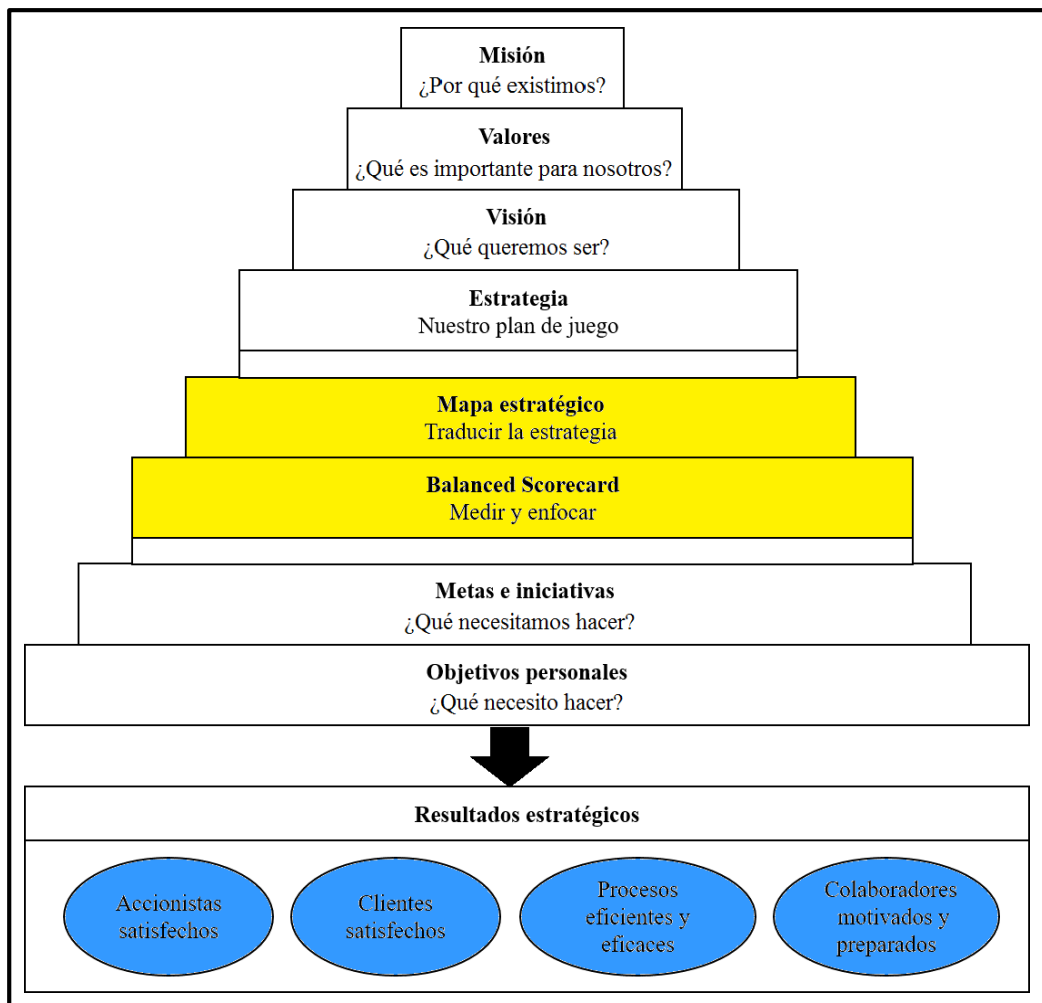 Misión
¿Por qué existimos?
Valores
¿Qué es importante para nosotros?
Visión
¿Qué queremos ser?
Estrategia
Nuestro plan de juego
Mapa estratégico
Traducir la estrategia
Balanced Scorecard
Medir y enfocar
Metas e iniciativas
¿Qué necesitamos hacer?
Objetivos personales
¿Qué necesito hacer?
Resultados estratégicos
Accionistas
satisfechos
Clientes
satisfechos
Procesos
eficientes y
eficaces
Colaboradores
motivados y
preparados